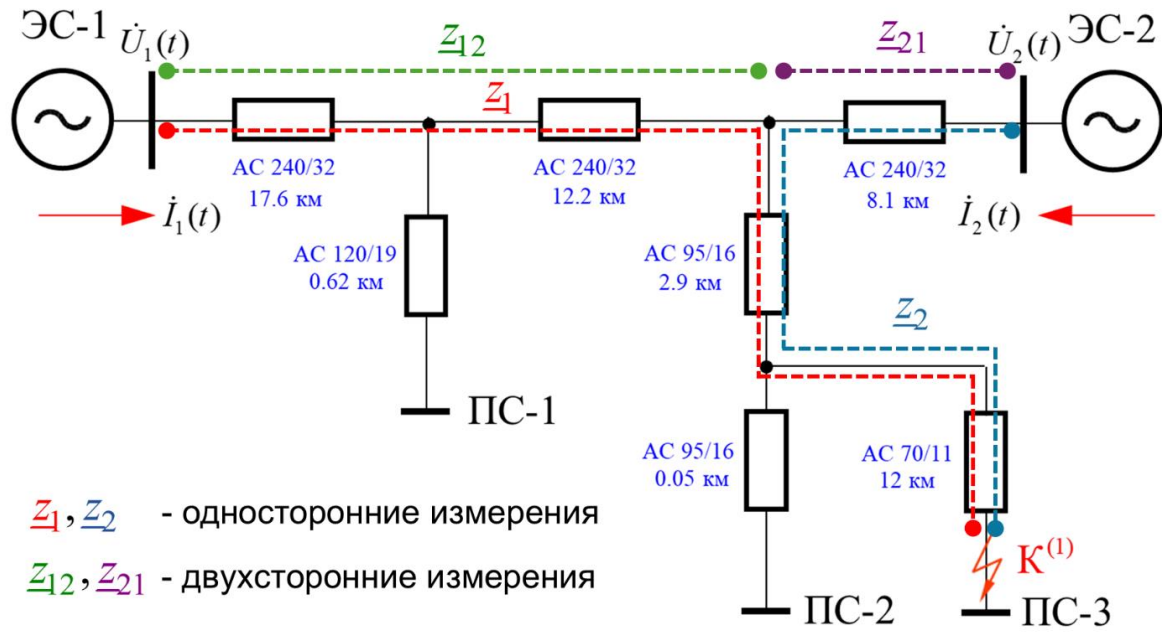 ЭС-1
U̇₁(t)
z₁₂
z₂₁
U̇₂(t)
ЭС-2
z₁
АС 240/32
17.6 км
АС 240/32
12.2 км
АС 240/32
8.1 км
İ₁(t)
İ₂(t)
АС 120/19
0.62 км
АС 95/16
2.9 км
z₂
ПС-1
АС 95/16
0.05 км
АС 70/11
12 км
z₁, z₂ - односторонние измерения
К⁽¹⁾
z₁₂, z₂₁ - двухсторонние измерения
ПС-2
ПС-3